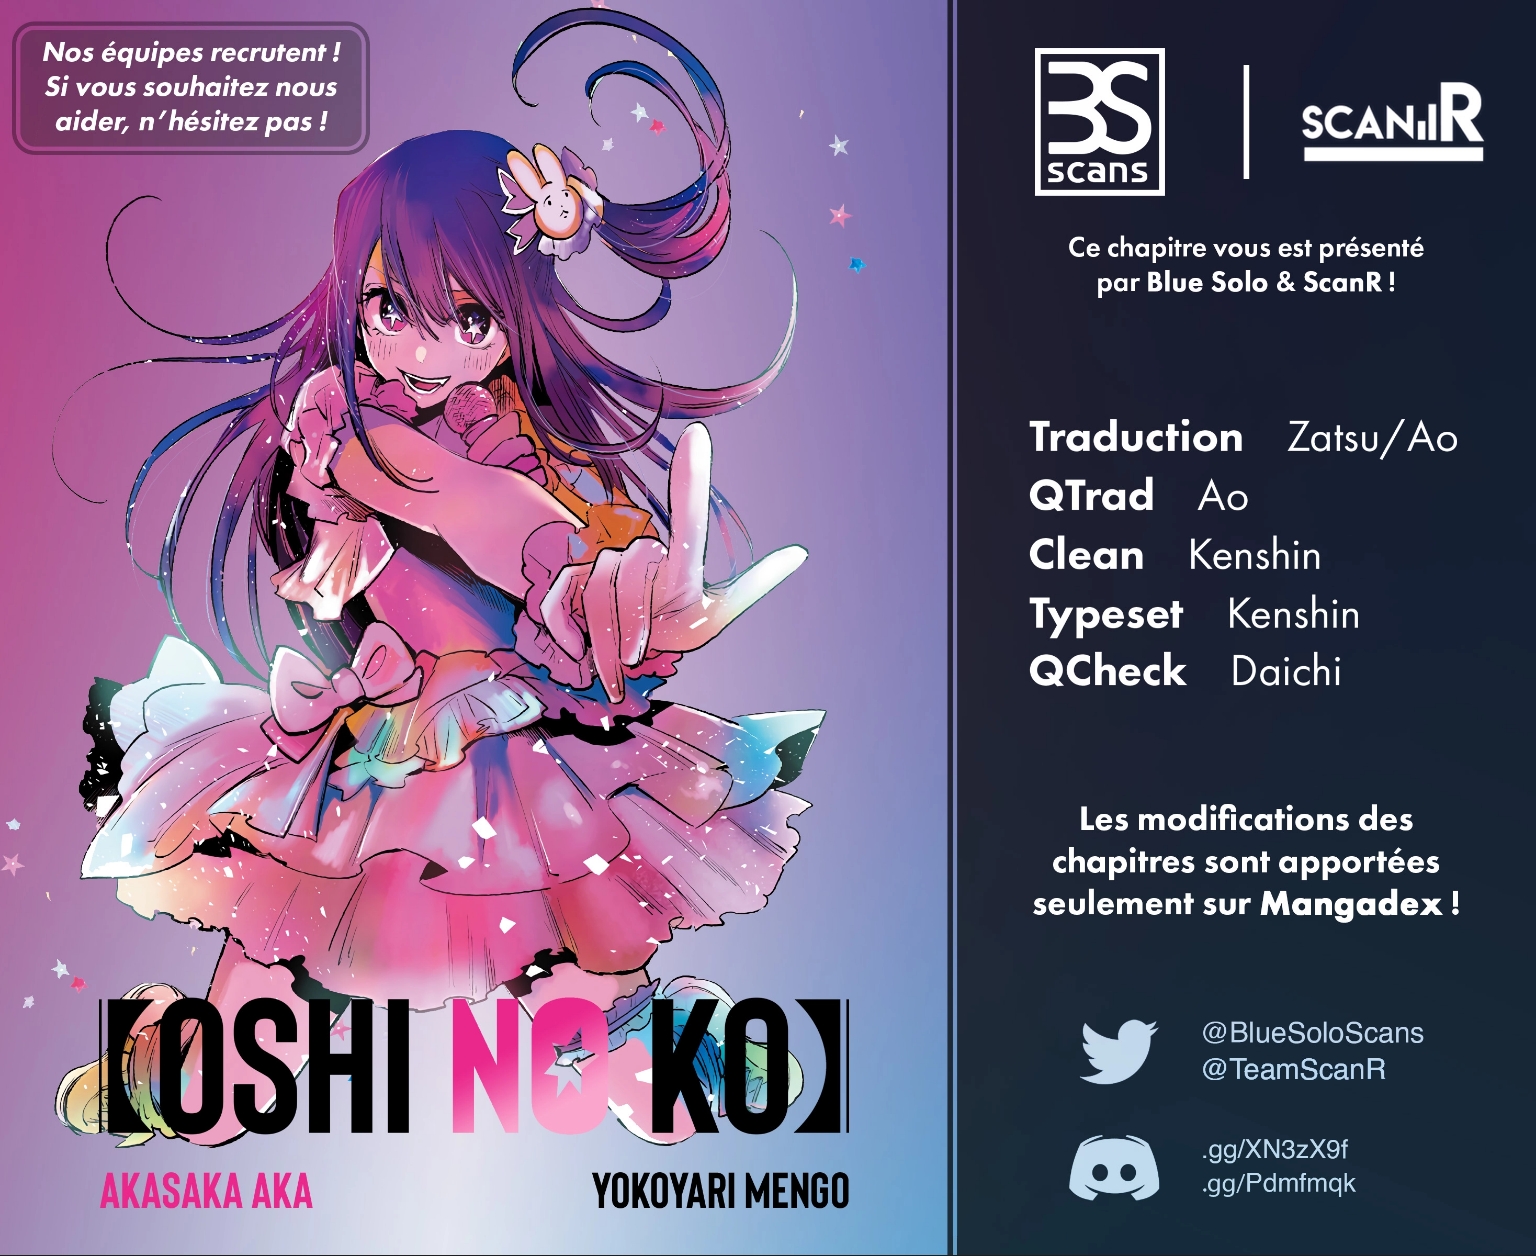 Nos équipes recrutent !
Si vous souhaitez nous
aider, n'hésitez pas !
【OSHI NO KO】
AKASAKA AKA
YOKOYARI MENGO
BS
scans
SCANR
Ce chapitre vous est présenté
par Blue Solo & ScanR !
Traduction Zatsu/Ao
QTrad Ao
Clean Kenshin
Typeset Kenshin
QCheck Daichi
Les modifications des
chapitres sont apportées
seulement sur Mangadex !
@BlueSoloScans
@TeamScanR
.gg/XN3zX9f
.gg/Pdmfmqk